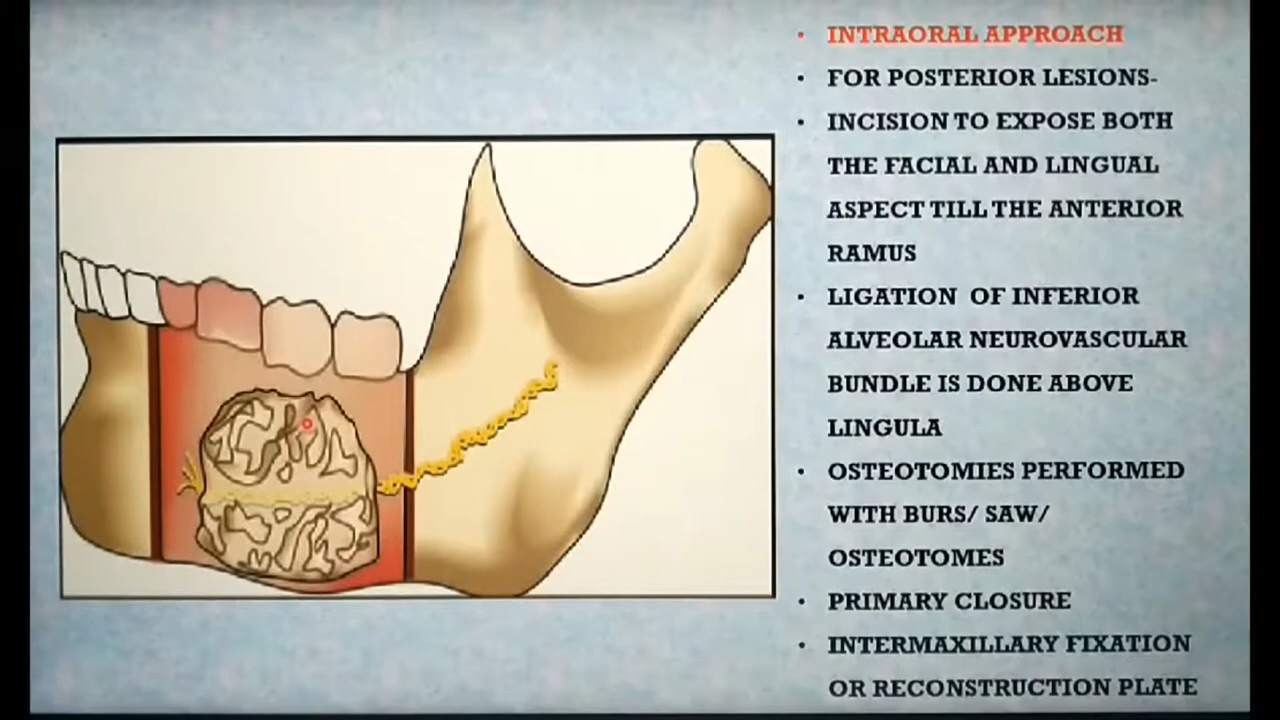 • INTRAORAL APPROACH
• FOR POSTERIOR LESIONS-
• INCISION TO EXPOSE BOTH
THE FACIAL AND LINGUAL
ASPECT TILL THE ANTERIOR
RAMUS
• LIGATION OF INFERIOR
ALVEOLAR NEUROVASCULAR
BUNDLE IS DONE ABOVE
LINGULA
• OSTEOTOMIES PERFORMED
WITH BURS/ SAW/
OSTEOTOMES
• PRIMARY CLOSURE
• INTERMAXILLARY FIXATION
OR RECONSTRUCTION PLATE